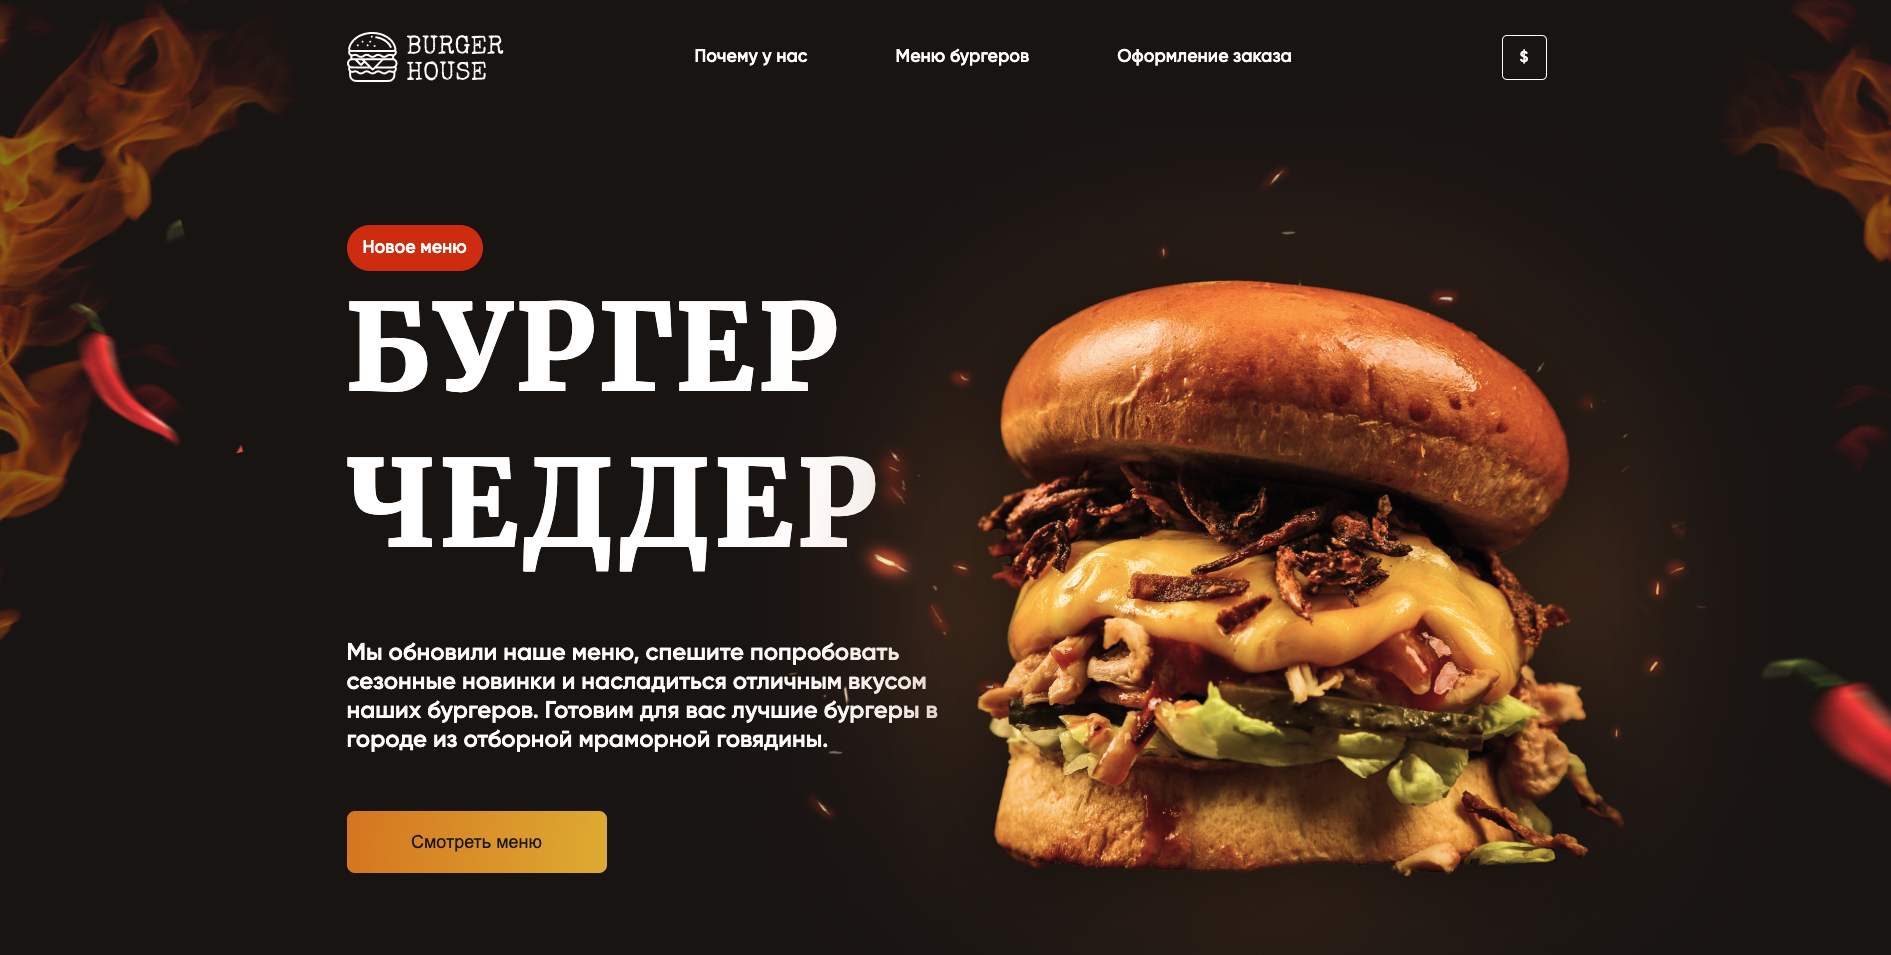 BURGER
HOUSE
Почему у нас
Меню бургеров
Оформление заказа
$
Новое меню
БУРГЕР
ЧЕДДЕР
Мы обновили наше меню, спешите попробовать
сезонные новинки и насладиться отличным вкусом
наших бургеров. Готовим для вас лучшие бургеры в
городе из отборной мраморной говядины.
Смотреть меню